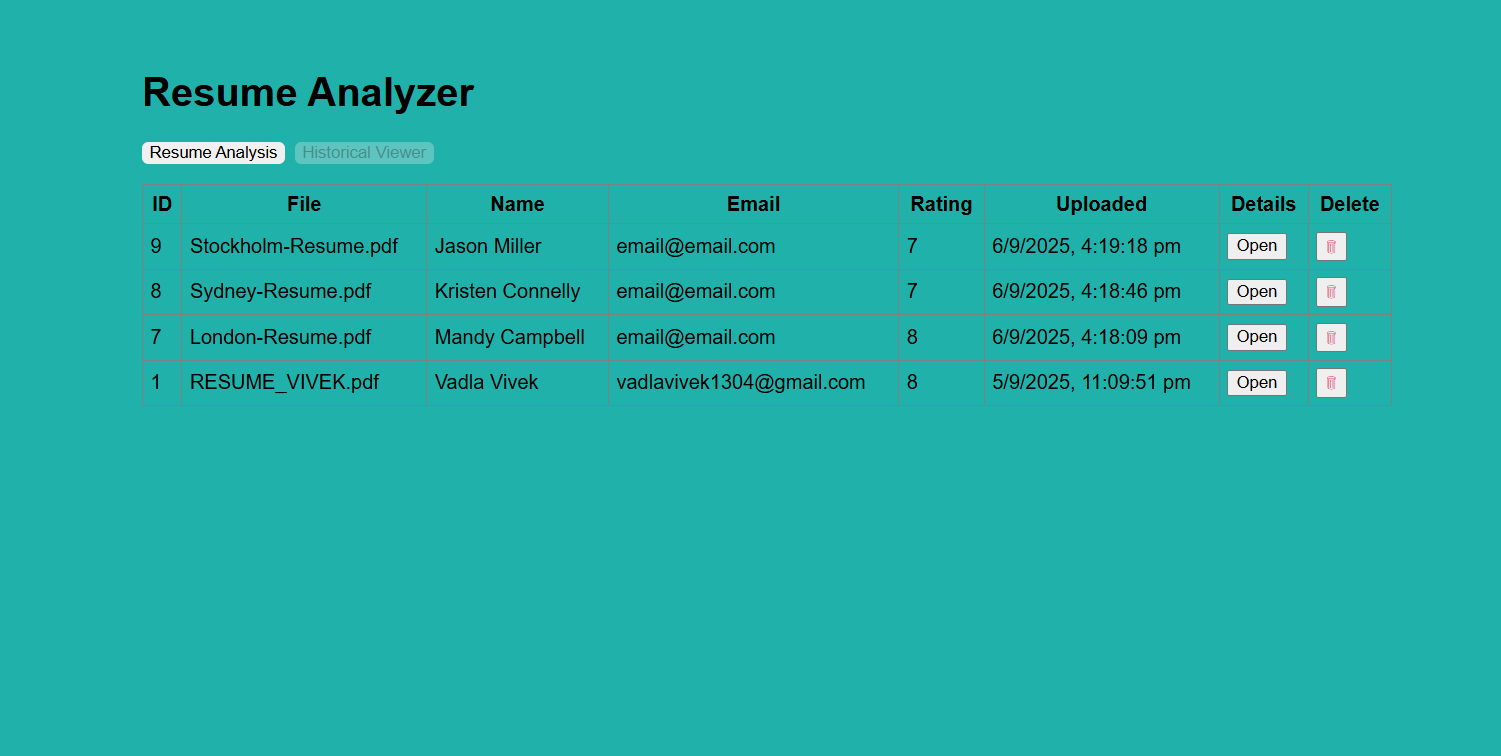 Resume Analyzer
Resume Analysis Historical Viewer
ID File Name Email Rating Uploaded Details Delete
9 Stockholm-Resume.pdf Jason Miller email@email.com 7 6/9/2025, 4:19:18 pm Open
8 Sydney-Resume.pdf Kristen Connelly email@email.com 7 6/9/2025, 4:18:46 pm Open
7 London-Resume.pdf Mandy Campbell email@email.com 8 6/9/2025, 4:18:09 pm Open
1 RESUME_VIVEK.pdf Vadla Vivek vadlavivek1304@gmail.com 8 5/9/2025, 11:09:51 pm Open